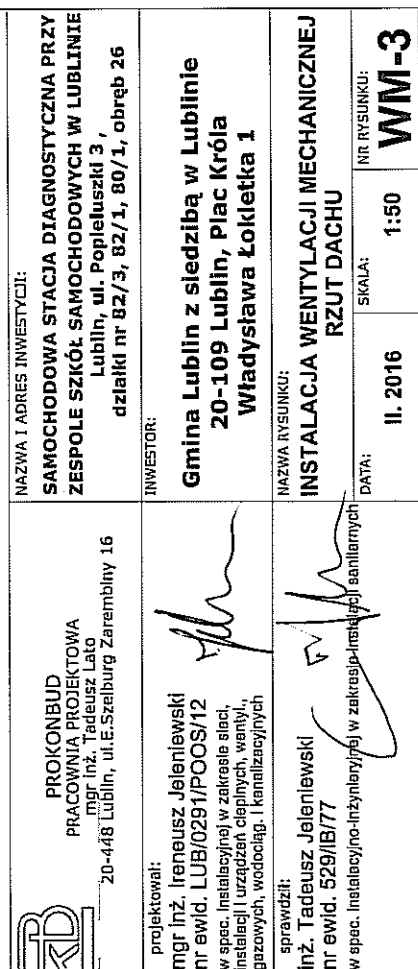 PROKONBUD
PRACOWNIA PROJEKTOWA
mgr inż. Tadeusz Lato
20-448 Lublin, ul.E.Szelburg Zarembiny 16
NAZWA I ADRES INWESTYCJI:
SAMOCHODOWA STACJA DIAGNOSTYCZNA PRZY
ZESPOLE SZKÓŁ SAMOCHODOWYCH W LUBLINIE
Lublin, ul. Popiełuszki 3 ,
działki nr 82/3, 82/1, 80/1, obręb 26
projektował:
mgr inż. Ireneusz Jeleniewski
nr ewid. LUB/0291/POOS/12
w spec. Instalacyjnej w zakresie sieci,
instalacji i urządzeń cieplnych, wentyl.,
gazowych, wodociąg. i kanalizacyjnych
INWESTOR:
Gmina Lublin z siedzibą w Lublinie
20-109 Lublin, Plac Króla
Władysława Łokietka 1
sprawdził:
inż. Tadeusz Jeleniewski
nr ewid. 529/IB/77
w spec. Instalacyjno-inżynieryjnej w zakresie instalacji sanitarnych
NAZWA RYSUNKU:
INSTALACJA WENTYLACJI MECHANICZNEJ
RZUT DACHU
DATA:
II. 2016
SKALA:
1:50
NR RYSUNKU:
WM-3